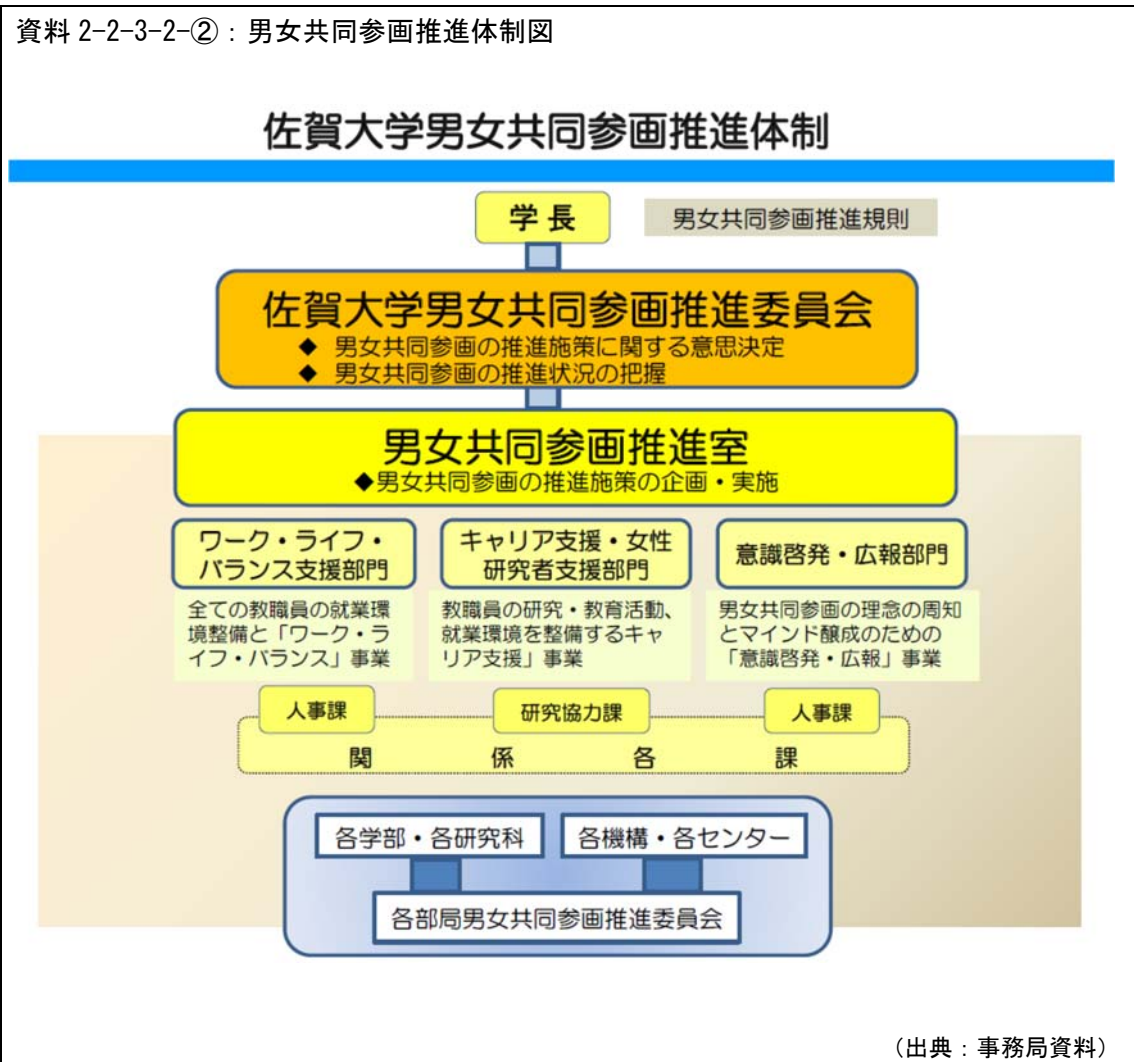 資料 2-2-3-2-②：男女共同参画推進体制図
佐賀大学男女共同参画推進体制
学長
男女共同参画推進規則
佐賀大学男女共同参画推進委員会
◆ 男女共同参画の推進施策に関する意思決定
◆ 男女共同参画の推進状況の把握
男女共同参画推進室
◆男女共同参画の推進施策の企画・実施
ワーク・ライフ・
バランス支援部門
全ての教職員の就業環
境整備と「ワーク・ラ
イフ・バランス」事業
キャリア支援・女性
研究者支援部門
教職員の研究・教育活動、
就業環境を整備するキャ
リア支援」事業
意識啓発・広報部門
男女共同参画の理念の周知
とマインド醸成のための
「意識啓発・広報」事業
人事課
研究協力課
人事課
関係各課
各学部・各研究科
各機構・各センター
各部局男女共同参画推進委員会
（出典：事務局資料）